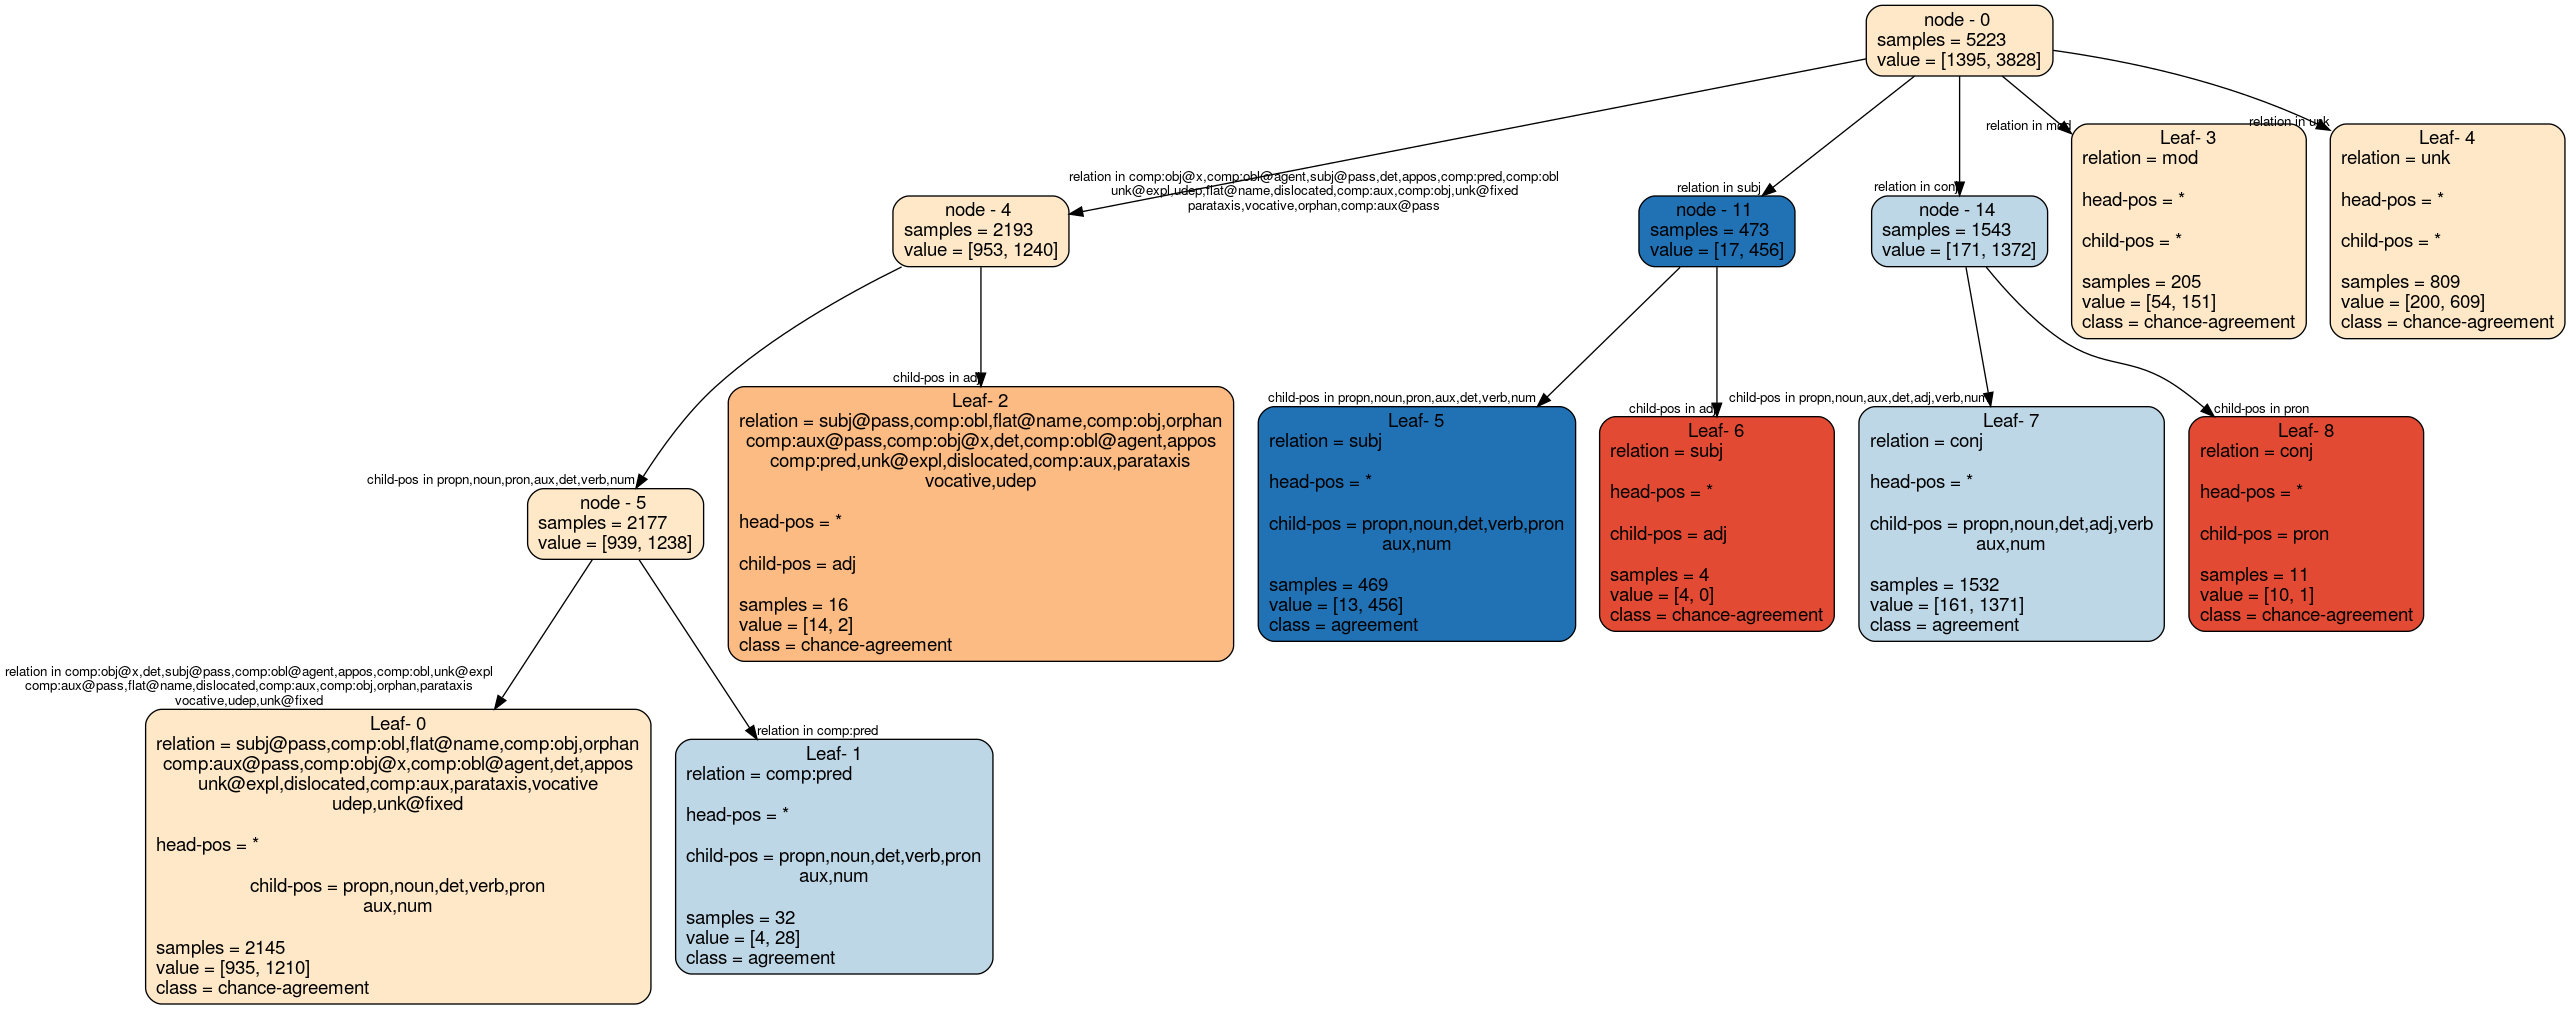 node - 0
samples = 5223
value = [1395, 3828]
relation in comp:obj@x,comp:obl@agent,subj@pass,det,appos,comp:pred,comp:obl
unk@expl,udep,flat@name,dislocated,comp:aux,comp:obj,unk@fixed
parataxis,vocative,orphan,comp:aux@pass
relation in subj
relation in conj
relation in mod
relation in unk
node - 4
samples = 2193
value = [953, 1240]
node - 11
samples = 473
value = [17, 456]
node - 14
samples = 1543
value = [171, 1372]
Leaf- 3
relation = mod
head-pos = *
child-pos = *
samples = 205
value = [54, 151]
class = chance-agreement
Leaf- 4
relation = unk
head-pos = *
child-pos = *
samples = 809
value = [200, 609]
class = chance-agreement
child-pos in propn,noun,pron,aux,det,verb,num
child-pos in adj
child-pos in propn,noun,pron,aux,det,verb,num
child-pos in adj
child-pos in propn,noun,aux,det,adj,verb,num
child-pos in pron
node - 5
samples = 2177
value = [939, 1238]
Leaf- 2
relation = subj@pass,comp:obl,flat@name,comp:obj,orphan
comp:aux@pass,comp:obj@x,det,comp:obl@agent,appos
comp:pred,unk@expl,dislocated,comp:aux,parataxis
vocative,udep
head-pos = *
child-pos = adj
samples = 16
value = [14, 2]
class = chance-agreement
Leaf- 5
relation = subj
head-pos = *
child-pos = propn,noun,det,verb,pron
aux,num
samples = 469
value = [13, 456]
class = agreement
Leaf- 6
relation = subj
head-pos = *
child-pos = adj
samples = 4
value = [4, 0]
class = chance-agreement
Leaf- 7
relation = conj
head-pos = *
child-pos = propn,noun,det,adj,verb
aux,num
samples = 1532
value = [161, 1371]
class = agreement
Leaf- 8
relation = conj
head-pos = *
child-pos = pron
samples = 11
value = [10, 1]
class = chance-agreement
relation in comp:obj@x,det,subj@pass,comp:obl@agent,appos,comp:obl,unk@expl
comp:aux@pass,flat@name,dislocated,comp:aux,comp:obj,orphan,parataxis
vocative,udep,unk@fixed
relation in comp:pred
Leaf- 0
relation = subj@pass,comp:obl,flat@name,comp:obj,orphan
comp:aux@pass,comp:obj@x,comp:obl@agent,det,appos
unk@expl,dislocated,comp:aux,parataxis,vocative
udep,unk@fixed
head-pos = *
child-pos = propn,noun,det,verb,pron
aux,num
samples = 2145
value = [935, 1210]
class = chance-agreement
Leaf- 1
relation = comp:pred
head-pos = *
child-pos = propn,noun,det,verb,pron
aux,num
samples = 32
value = [4, 28]
class = agreement